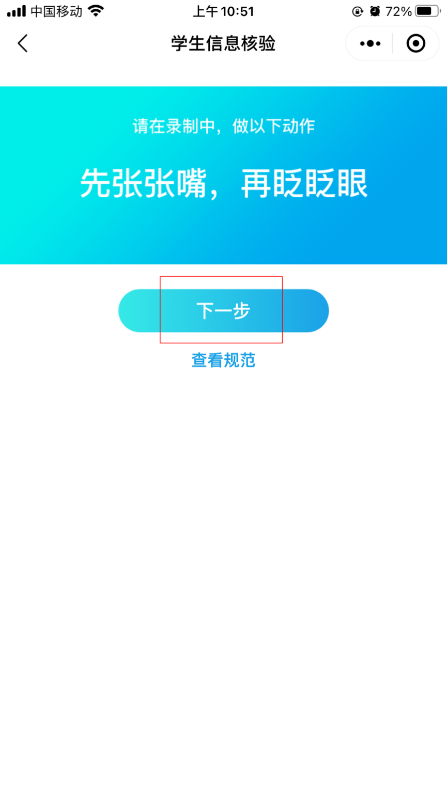 中国移动 上午10:51 72%
学生信息核验
请在录制中，做以下动作
先张张嘴，再眨眨眼
下一步
查看规范